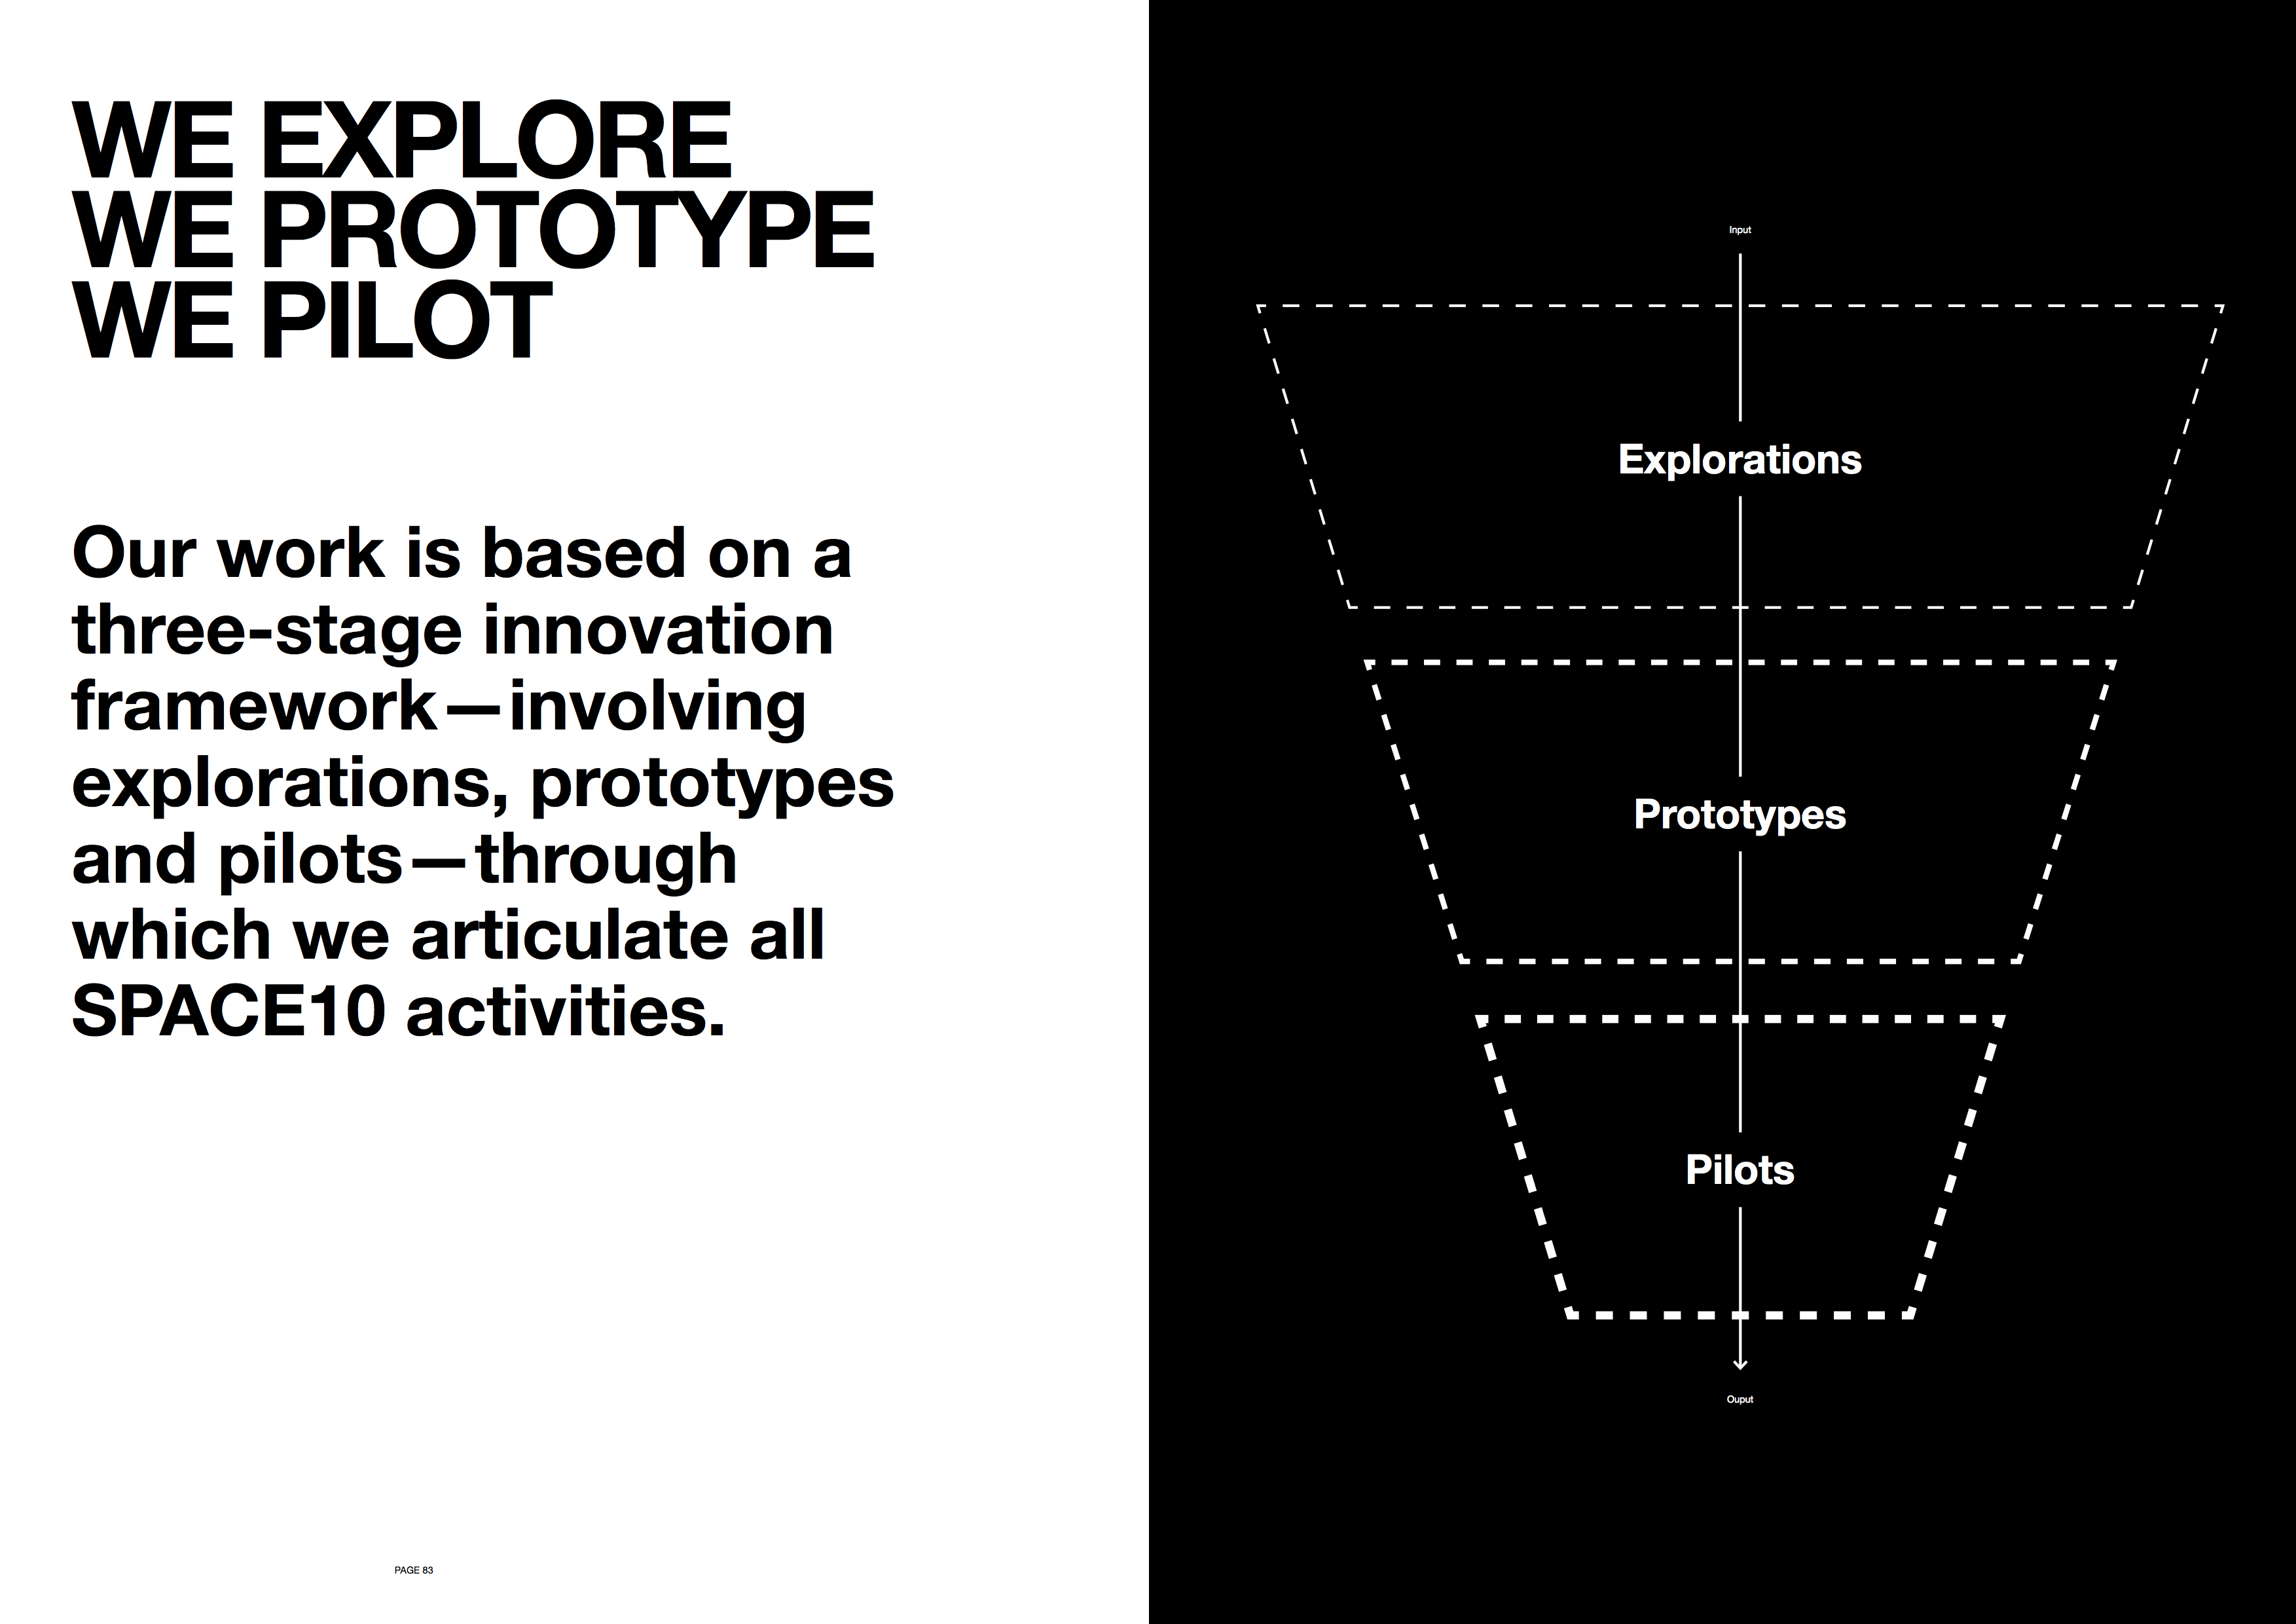 WE EXPLORE
WE PROTOTYPE
WE PILOT
Our work is based on a
three-stage innovation
framework—involving
explorations, prototypes
and pilots—through
which we articulate all
SPACE10 activities.
PAGE 83
Input
Explorations
Prototypes
Pilots
Ouput